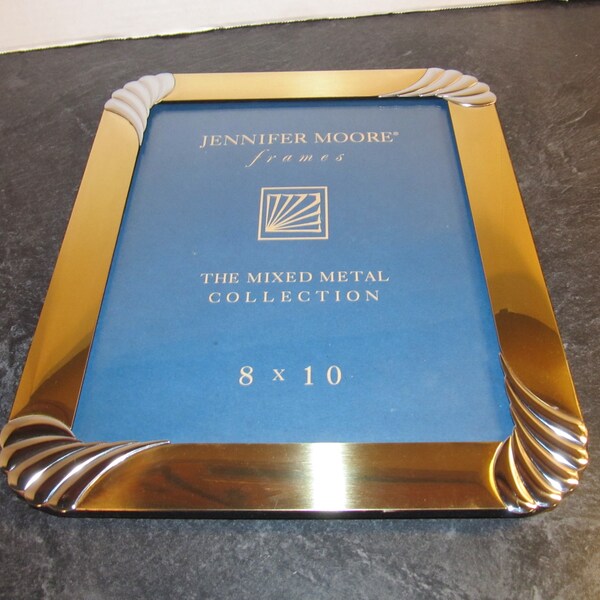 JENNIFER MOORE®
frames
THE MIXED METAL
COLLECTION
8 x 10